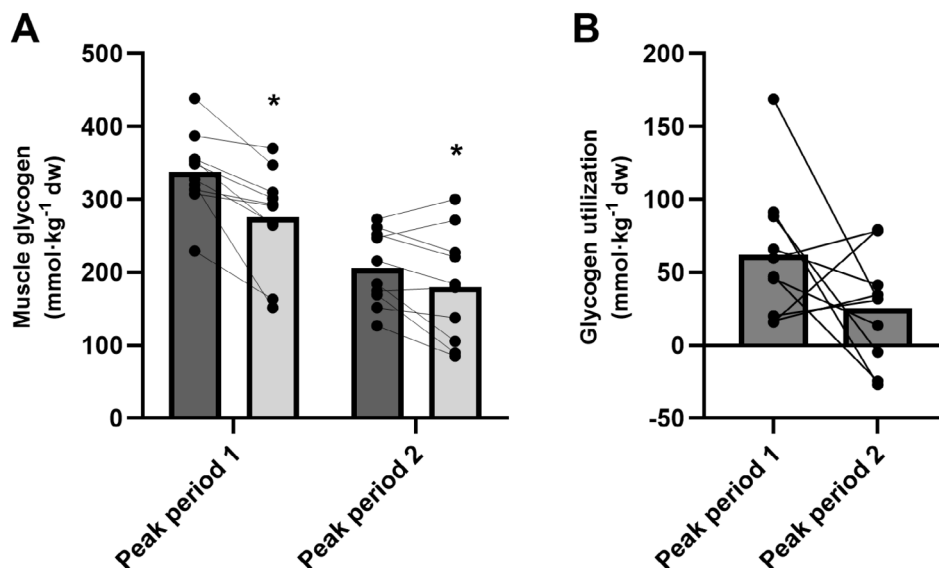 A
Muscle glycogen
(mmol·kg⁻¹ dw)
500
400
300
200
100
0
*
*
Peak period 1
Peak period 2
B
Glycogen utilization
(mmol·kg⁻¹ dw)
200
150
100
50
0
-50
Peak period 1
Peak period 2